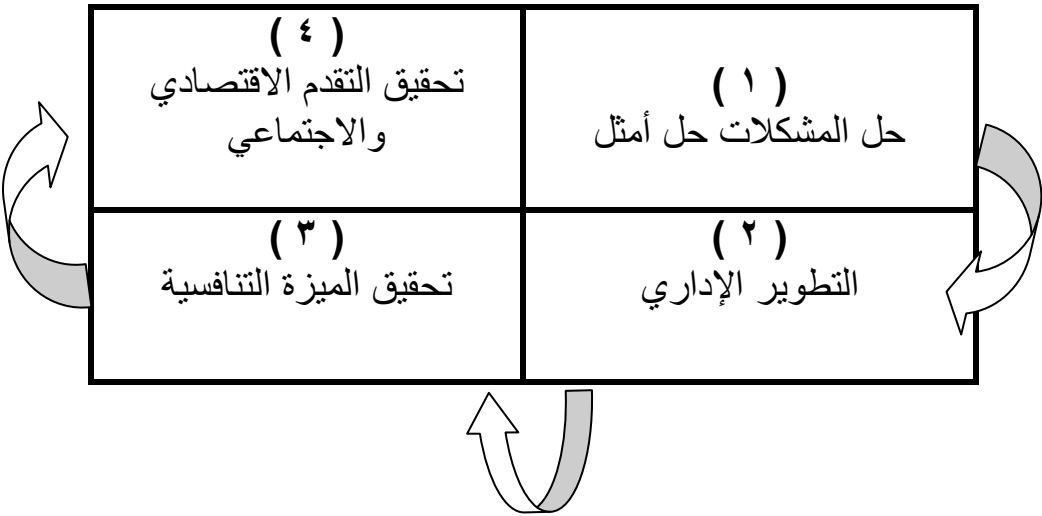 ( ١ )
حل المشكلات حل أمثل
( ٢ )
التطوير الإداري
( ٣ )
تحقيق الميزة التنافسية
( ٤ )
تحقيق التقدم الاقتصادي
والاجتماعي